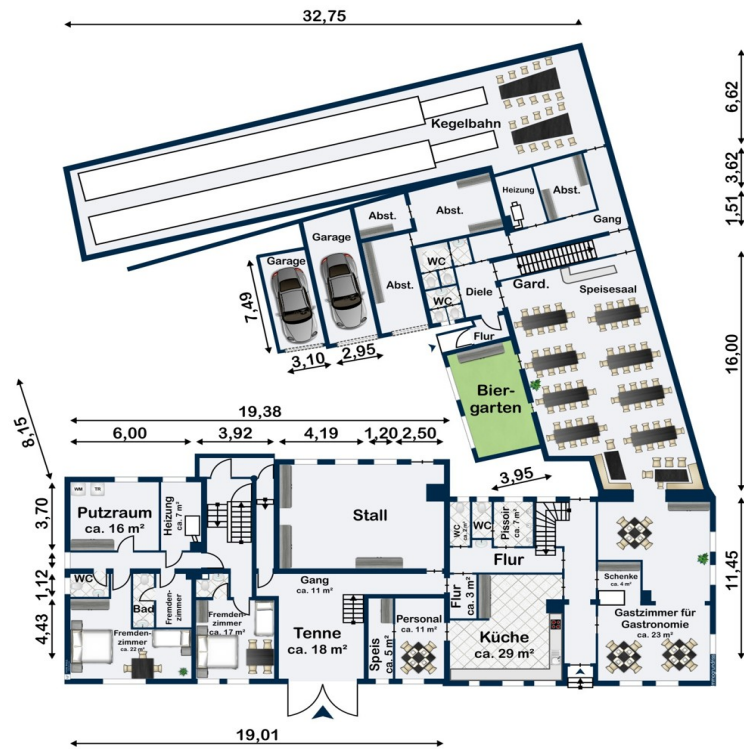 32,75
6,62
Kegelbahn
3,62
Heizung
Abst.
1,51
Abst.
Abst.
Gang
Garage
Garage
WC
Abst.
Gard.
Speisesaal
7,49
Diele
WC
Flur
16,00
3,10
2,95
Bier-
garten
8,15
19,38
6,00
3,92
4,19
1,20
2,50
3,95
3,70
WM
TR
Putzraum
ca. 16 m²
Heizung
ca. 7 m²
Stall
WC
ca. 2 m²
WC
Pissoir
ca. 7 m²
11,45
Flur
1,12
WC
Gang
ca. 11 m²
Flur
ca. 3 m²
Schenke
ca. 4 m²
Bad
Fremden-
zimmer
4,43
Fremden-
zimmer
ca. 22 m²
Fremden-
zimmer
ca. 17 m²
Tenne
ca. 18 m²
Speis
ca. 5 m²
Personal
ca. 11 m²
Küche
ca. 29 m²
Gastzimmer für
Gastronomie
ca. 23 m²
19,01